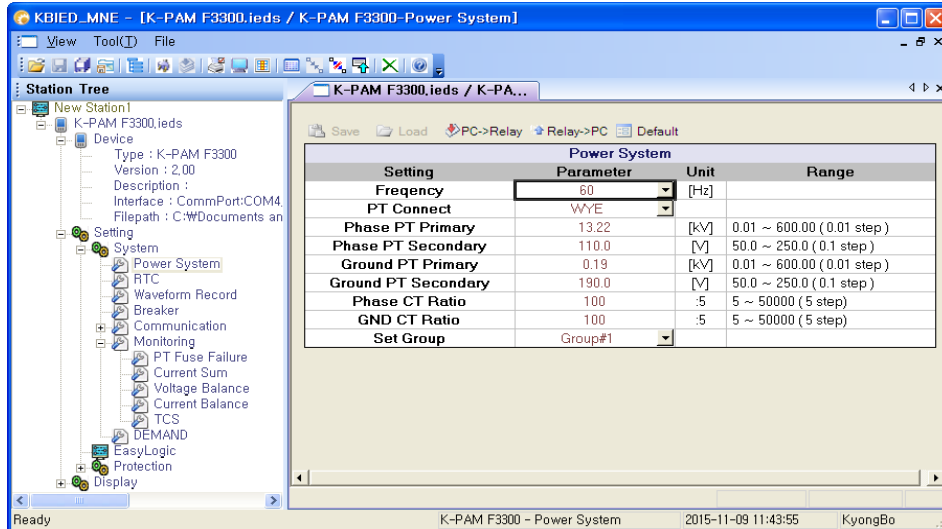 KBIED_MNE - [K-PAM F3300.ieds / K-PAM F3300-Power System]
View Tool(T) File
Station Tree
New Station1
K-PAM F3300.ieds
Device
Type : K-PAM F3300
Version : 2.00
Description :
Interface : CommPort:COM4,
Filepath : C:₩Documents an
Setting
System
Power System
RTC
Waveform Record
Breaker
Communication
Monitoring
PT Fuse Failure
Current Sum
Voltage Balance
Current Balance
TCS
DEMAND
EasyLogic
Protection
Display
K-PAM F3300.ieds / K-PA...
Save Load PC->Relay Relay->PC Default
Power System
Setting Parameter Unit Range
Freqency 60 [Hz]
PT Connect WYE
Phase PT Primary 13.22 [kV] 0.01 ~ 600.00 ( 0.01 step )
Phase PT Secondary 110.0 [V] 50.0 ~ 250.0 ( 0.1 step )
Ground PT Primary 0.19 [kV] 0.01 ~ 600.00 ( 0.01 step )
Ground PT Secondary 190.0 [V] 50.0 ~ 250.0 ( 0.1 step )
Phase CT Ratio 100 :5 5 ~ 50000 ( 5 step)
GND CT Ratio 100 :5 5 ~ 50000 ( 5 step)
Set Group Group#1
Ready K-PAM F3300 - Power System 2015-11-09 11:43:55 KyongBo